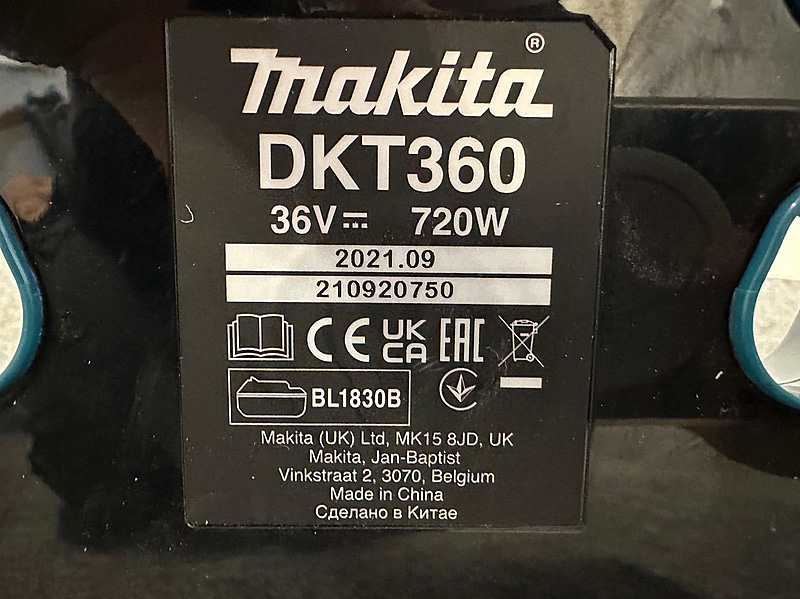 makita®
DKT360
36V⎓ 720W
2021.09
210920750
CE UK CA EAC
BL1830B
Makita (UK) Ltd, MK15 8JD, UK
Makita, Jan-Baptist
Vinkstraat 2, 3070, Belgium
Made in China
Сделано в Китае